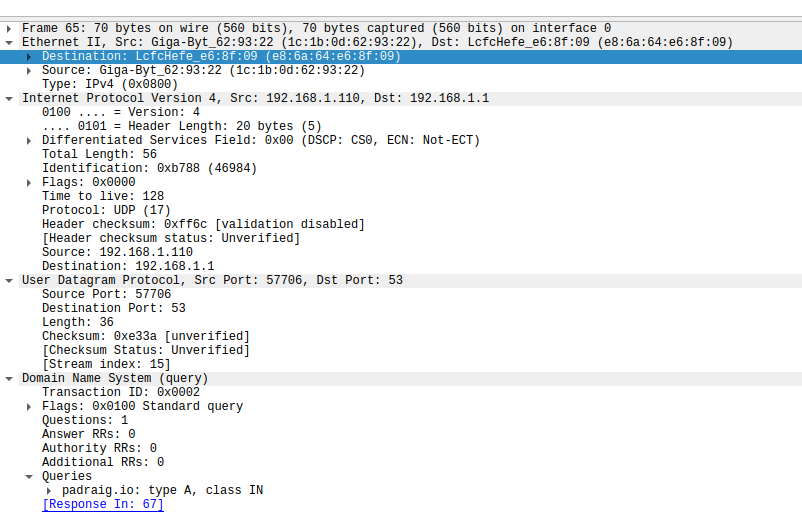 Frame 65: 70 bytes on wire (560 bits), 70 bytes captured (560 bits) on interface 0
Ethernet II, Src: Giga-Byt_62:93:22 (1c:1b:0d:62:93:22), Dst: LcfcHefe_e6:8f:09 (e8:6a:64:e6:8f:09)
Destination: LcfcHefe_e6:8f:09 (e8:6a:64:e6:8f:09)
Source: Giga-Byt_62:93:22 (1c:1b:0d:62:93:22)
Type: IPv4 (0x0800)
Internet Protocol Version 4, Src: 192.168.1.110, Dst: 192.168.1.1
0100 .... = Version: 4
.... 0101 = Header Length: 20 bytes (5)
Differentiated Services Field: 0x00 (DSCP: CS0, ECN: Not-ECT)
Total Length: 56
Identification: 0xb788 (46984)
Flags: 0x0000
Time to live: 128
Protocol: UDP (17)
Header checksum: 0xff6c [validation disabled]
[Header checksum status: Unverified]
Source: 192.168.1.110
Destination: 192.168.1.1
User Datagram Protocol, Src Port: 57706, Dst Port: 53
Source Port: 57706
Destination Port: 53
Length: 36
Checksum: 0xe33a [unverified]
[Checksum Status: Unverified]
[Stream index: 15]
Domain Name System (query)
Transaction ID: 0x0002
Flags: 0x0100 Standard query
Questions: 1
Answer RRs: 0
Authority RRs: 0
Additional RRs: 0
Queries
padraig.io: type A, class IN
[Response In: 67]